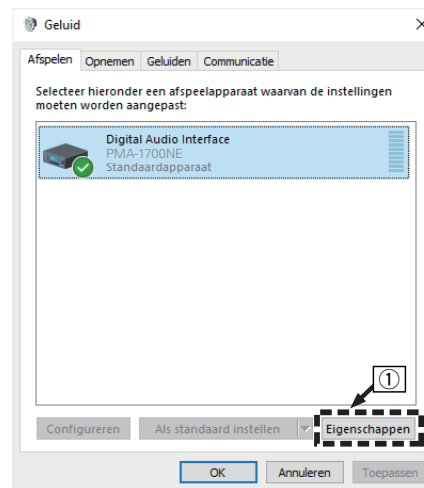 Geluid
Afspelen Opnemen Geluiden Communicatie
Selecteer hieronder een afspeelapparaat waarvan de instellingen
moeten worden aangepast:
Digital Audio Interface
PMA-1700NE
Standaardapparaat
①
Configureren Als standaard instellen Eigenschappen
OK Annuleren Toepassen